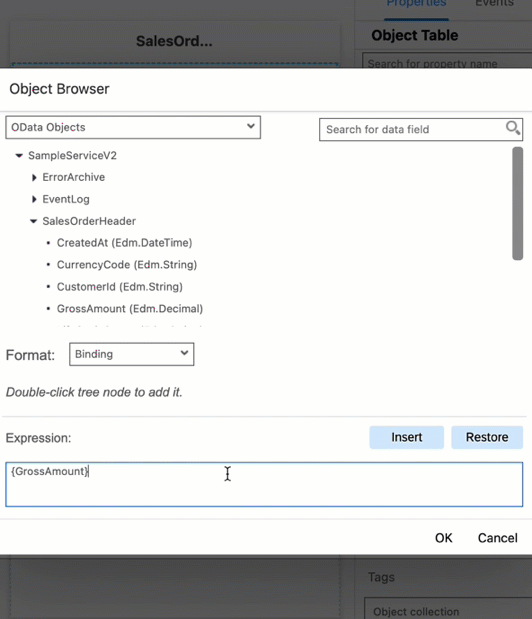 Properties
Events
SalesOrd...
Object Table
Search for property name
Object Browser
OData Objects
Search for data field
SampleServiceV2
ErrorArchive
EventLog
SalesOrderHeader
• CreatedAt (Edm.DateTime)
• CurrencyCode (Edm.String)
• CustomerId (Edm.String)
• GrossAmount (Edm.Decimal)
Format:
Binding
Double-click tree node to add it.
Expression:
Insert
Restore
{GrossAmount}
OK
Cancel
Tags
Object collection